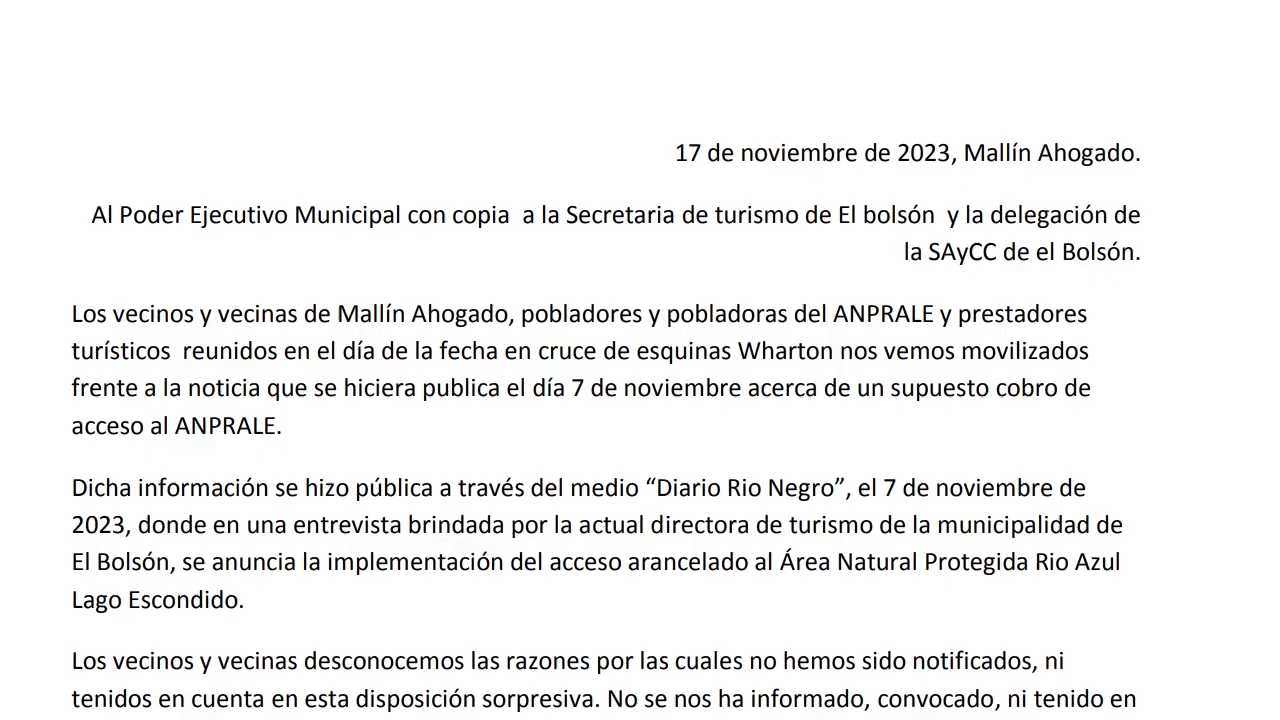 17 de noviembre de 2023, Mallín Ahogado.
Al Poder Ejecutivo Municipal con copia  a la Secretaria de turismo de El bolsón  y la delegación de
la SAyCC de el Bolsón.
Los vecinos y vecinas de Mallín Ahogado, pobladores y pobladoras del ANPRALE y prestadores
turísticos  reunidos en el día de la fecha en cruce de esquinas Wharton nos vemos movilizados
frente a la noticia que se hiciera publica el día 7 de noviembre acerca de un supuesto cobro de
acceso al ANPRALE.
Dicha información se hizo pública a través del medio “Diario Rio Negro”, el 7 de noviembre de
2023, donde en una entrevista brindada por la actual directora de turismo de la municipalidad de
El Bolsón, se anuncia la implementación del acceso arancelado al Área Natural Protegida Rio Azul
Lago Escondido.
Los vecinos y vecinas desconocemos las razones por las cuales no hemos sido notificados, ni
tenidos en cuenta en esta disposición sorpresiva. No se nos ha informado, convocado, ni tenido en